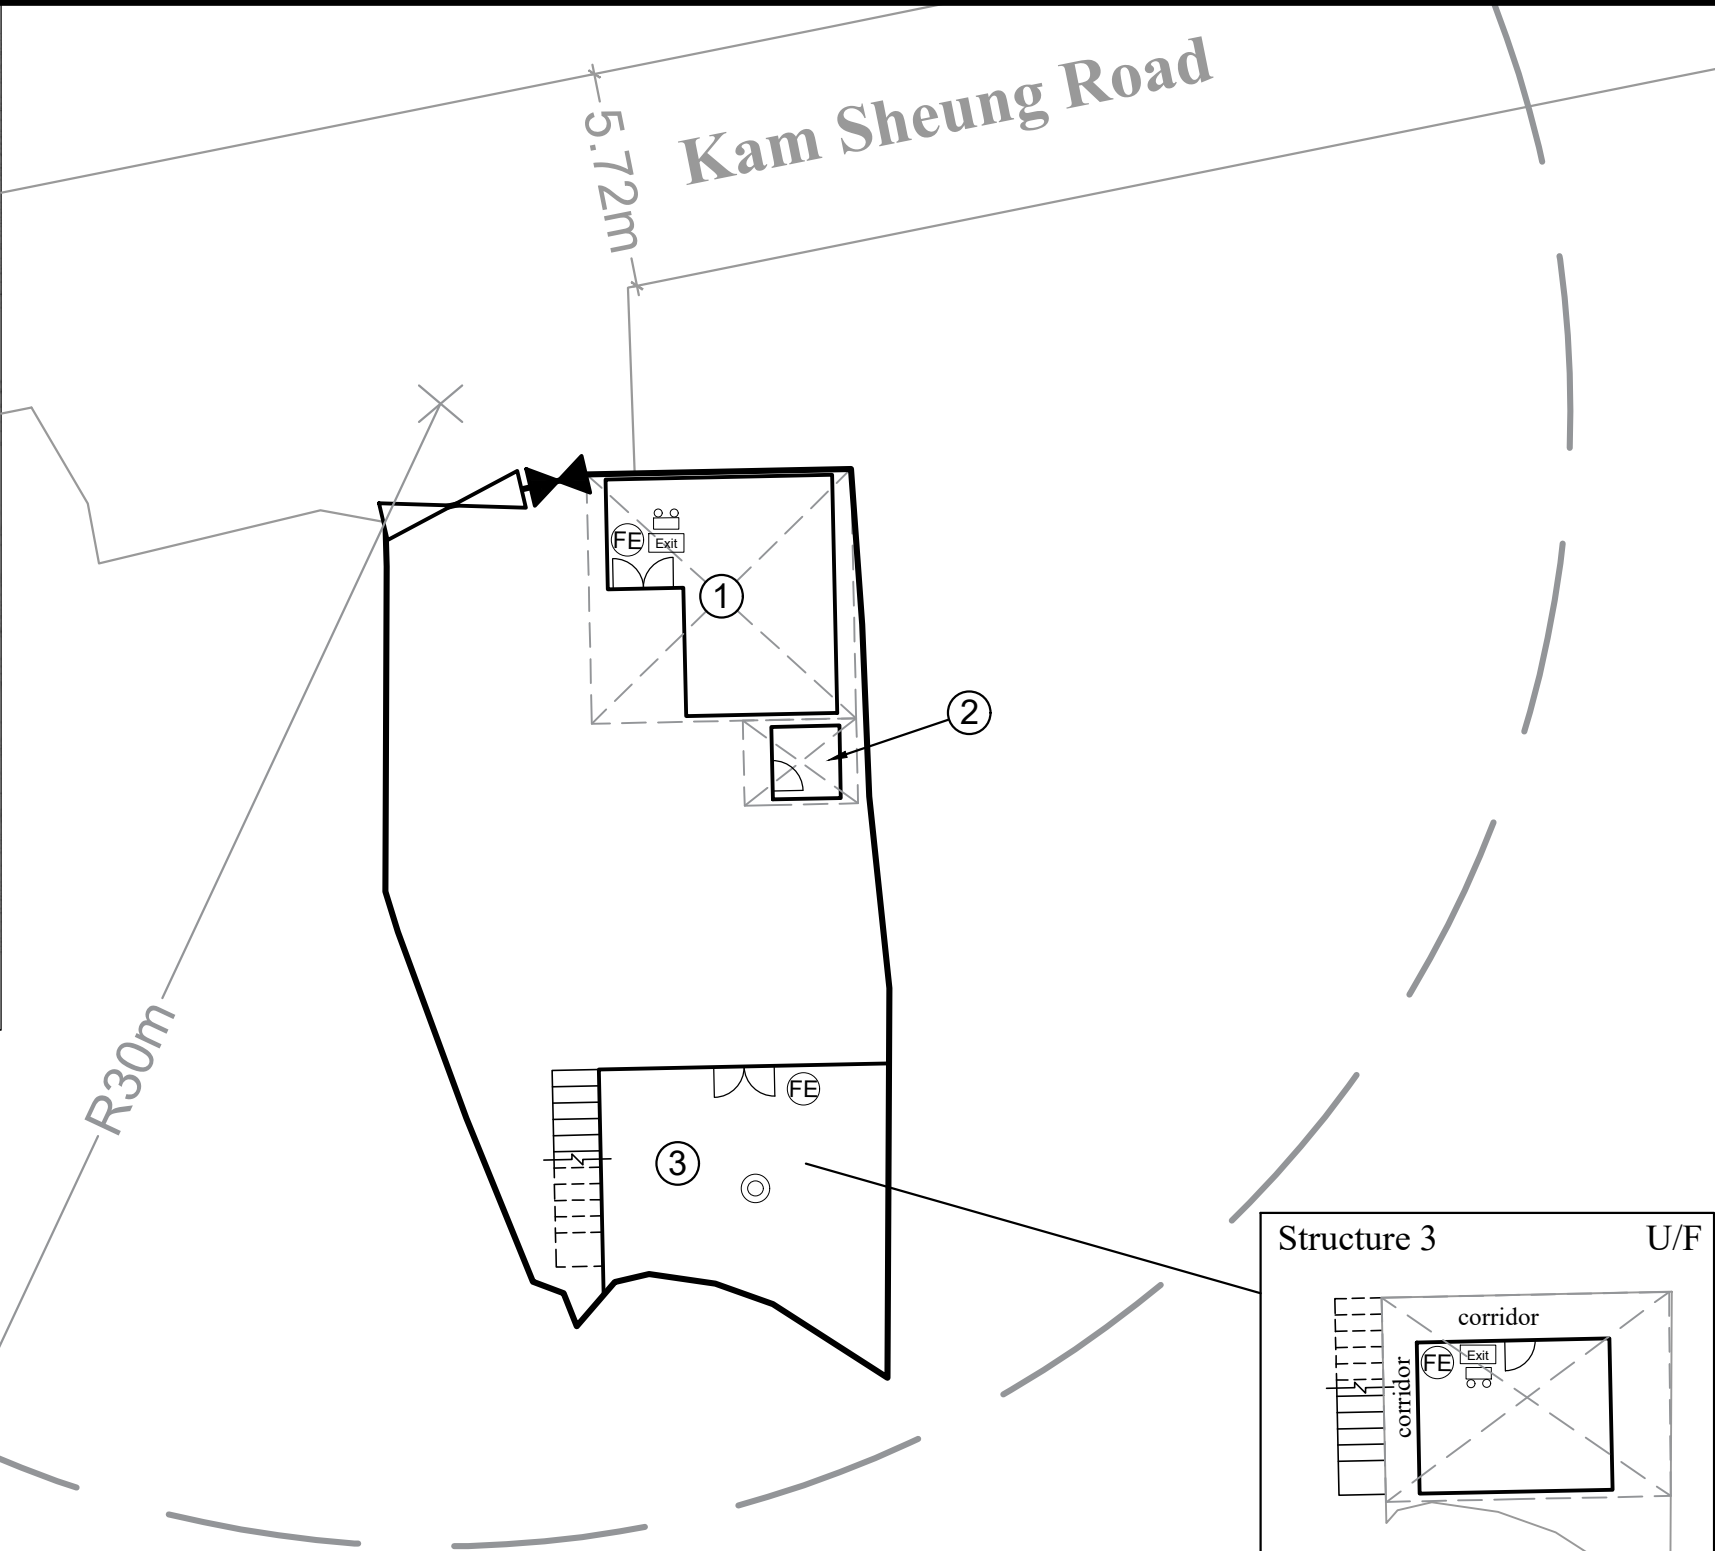 Kam Sheung Road
5.72m
FE
Exit
1
2
R30m
FE
3
Structure 3
U/F
corridor
FE
Exit
corridor